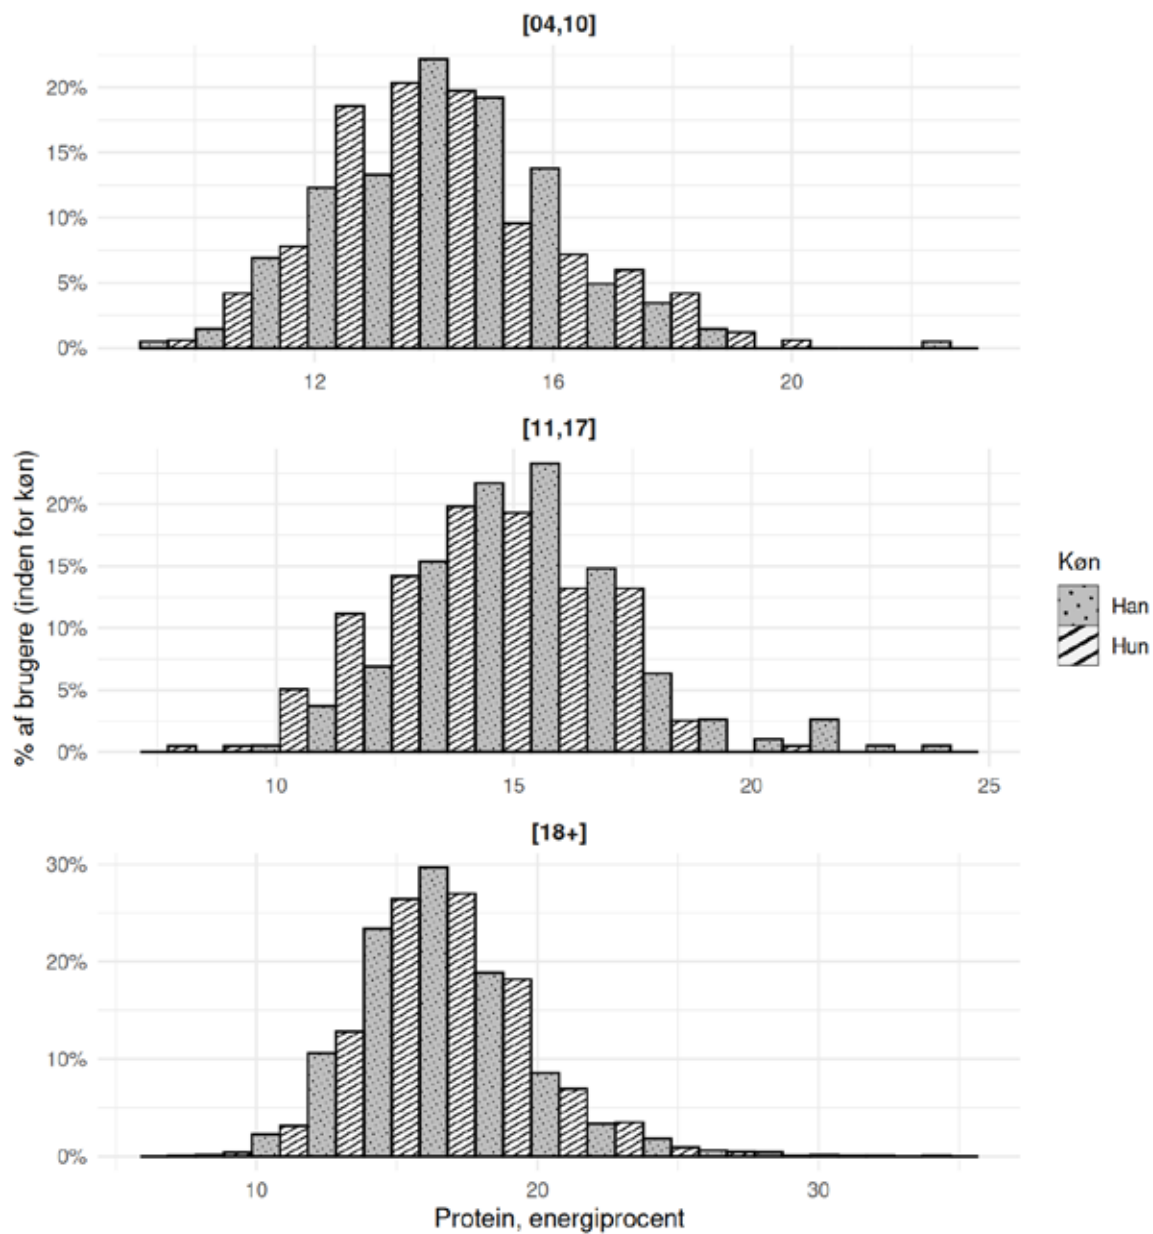 [04,10]
20%
15%
10%
5%
0%
12 16 20
[11,17]
20%
15%
10%
5%
0%
10 15 20 25
[18+]
30%
20%
10%
0%
10 20 30
Protein, energiprocent
% af brugere (inden for køn)
Køn
Han
Hun